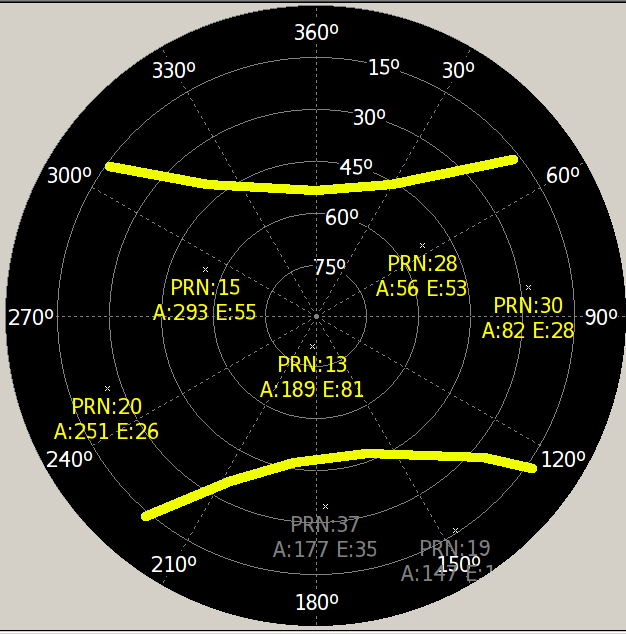 360º
330º
15º
30º
30º
300º
45º
60º
60º
75º
PRN:28
A:56 E:53
PRN:15
A:293 E:55
PRN:30
A:82 E:28
270º
90º
PRN:13
A:189 E:81
PRN:20
A:251 E:26
240º
120º
PRN:37
A:177 E:35
PRN:19
A:147 E:1
210º
150º
180º